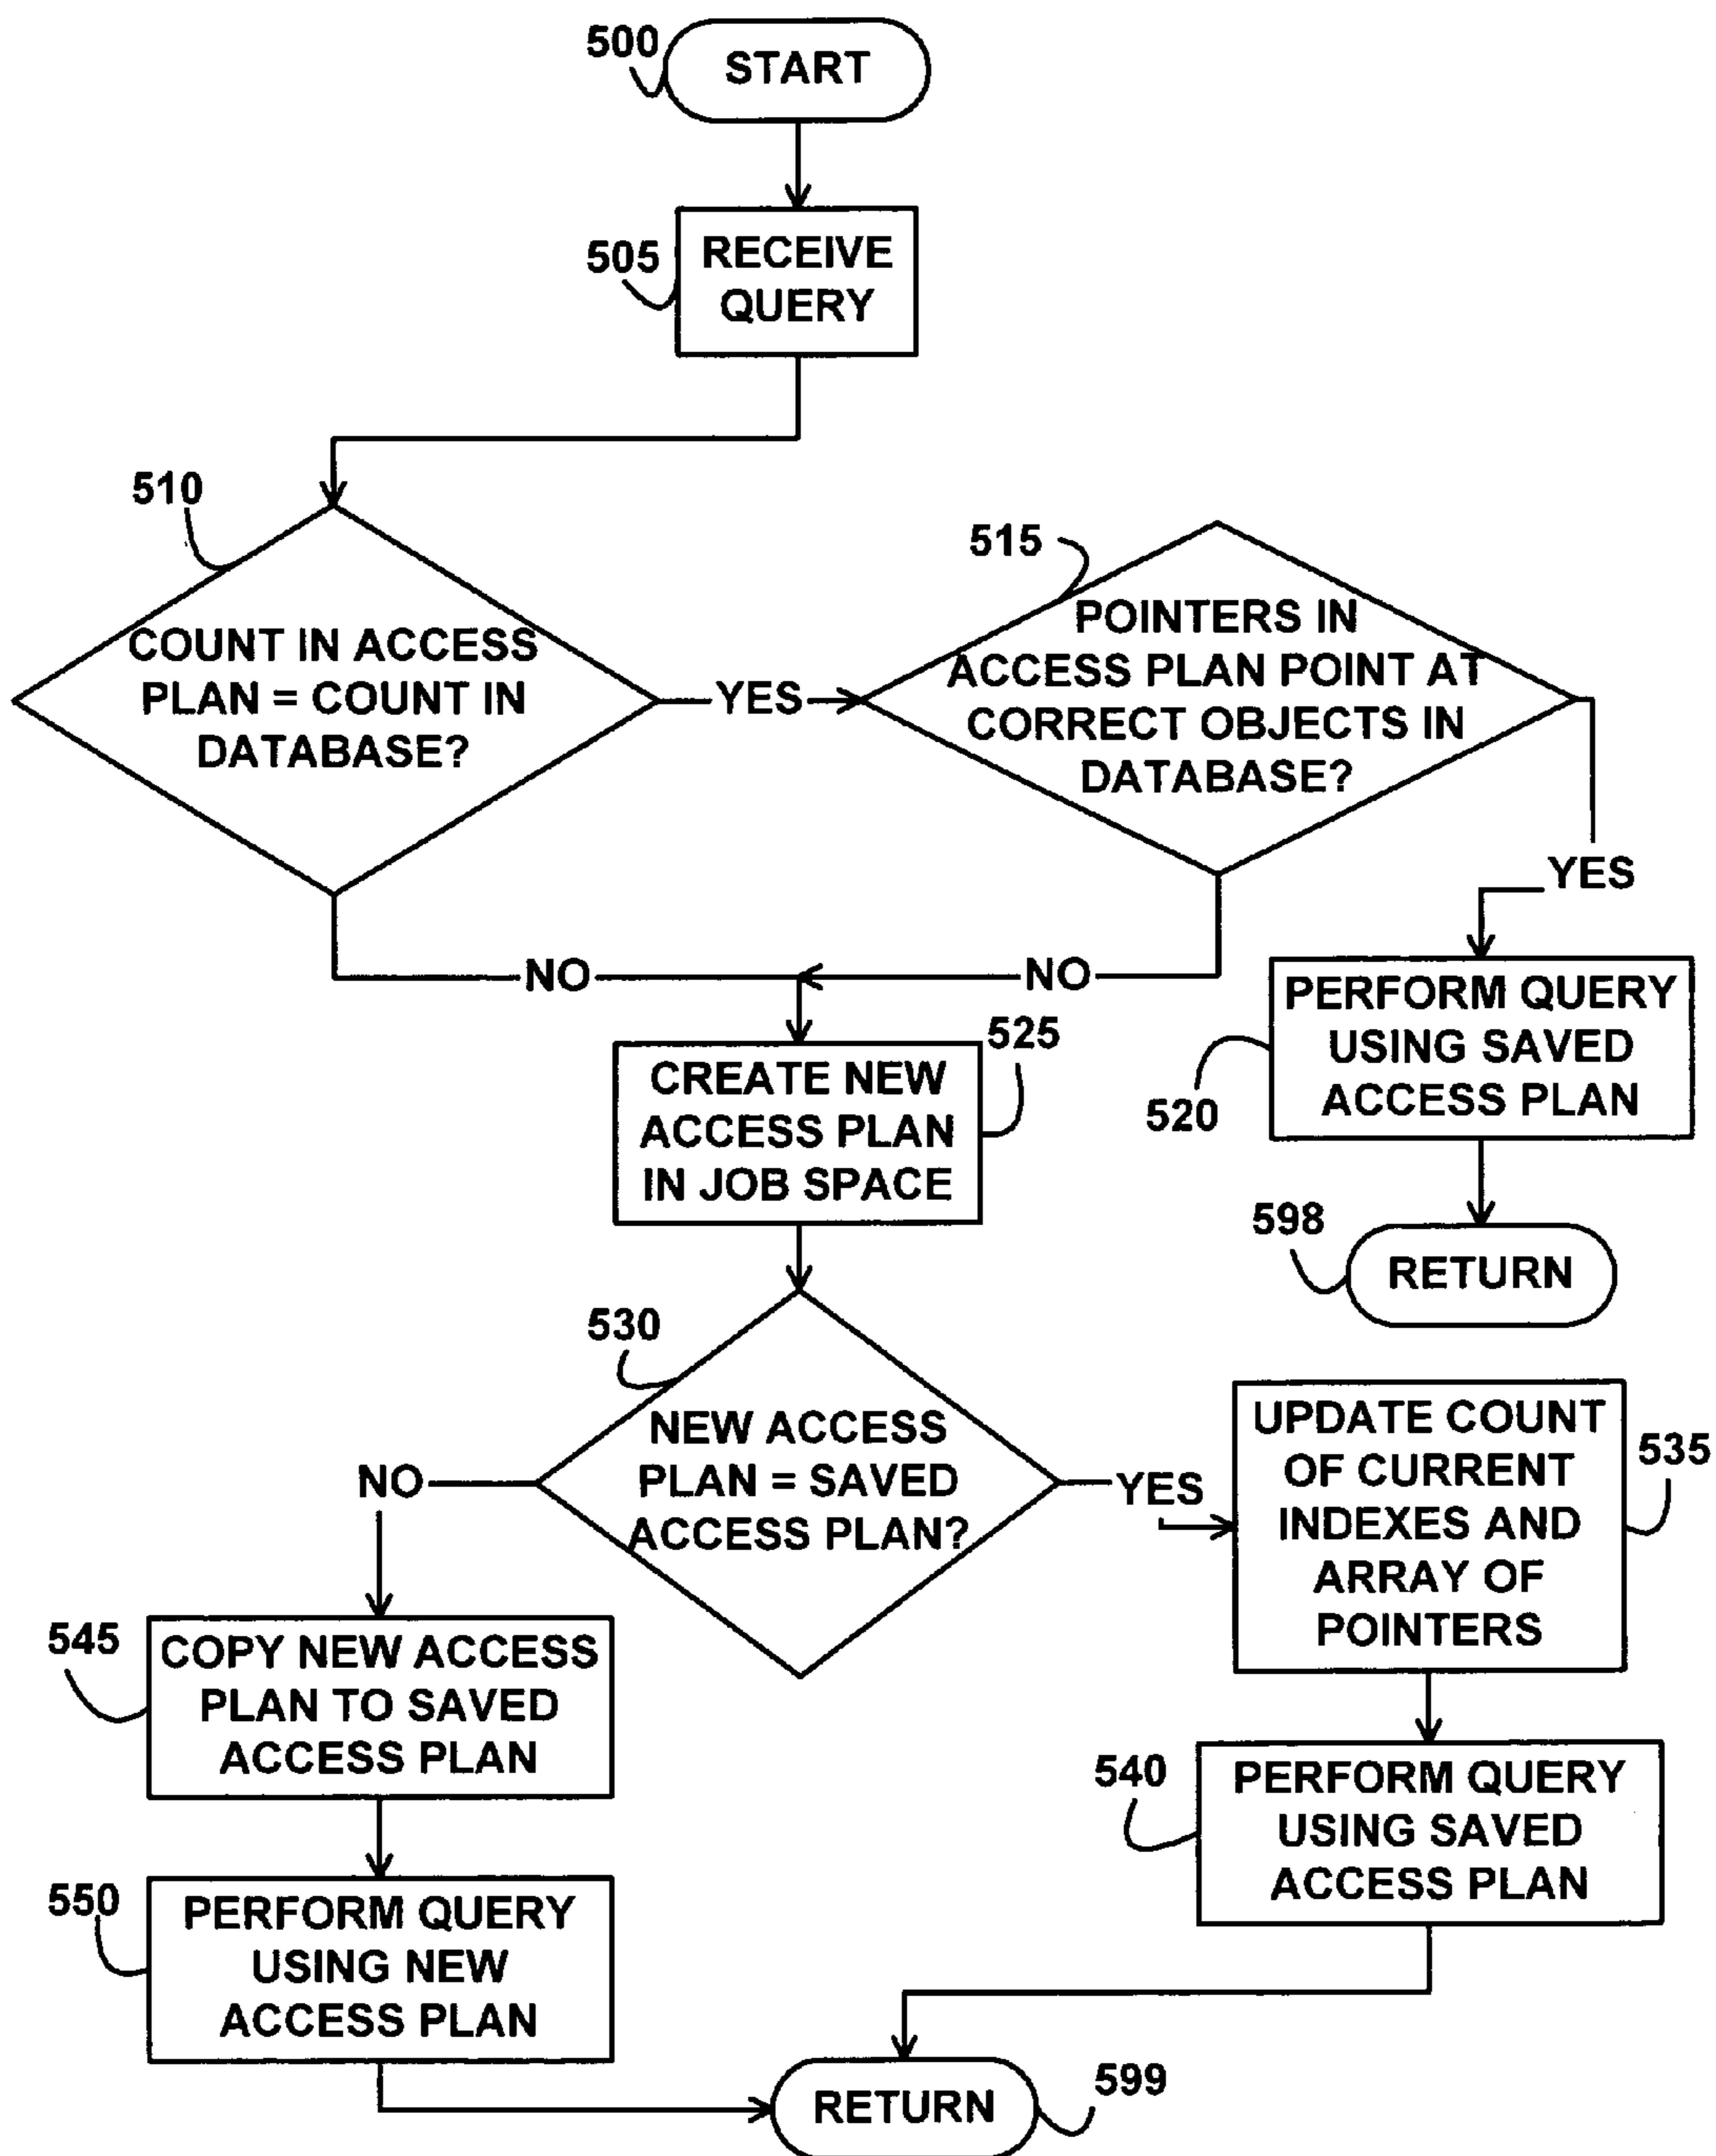 500
START
505
RECEIVE
QUERY
510
COUNT IN ACCESS
PLAN = COUNT IN
DATABASE?
YES
515
POINTERS IN
ACCESS PLAN POINT AT
CORRECT OBJECTS IN
DATABASE?
YES
NO
NO
PERFORM QUERY
USING SAVED
ACCESS PLAN
520
598
RETURN
525
CREATE NEW
ACCESS PLAN
IN JOB SPACE
530
NEW ACCESS
PLAN = SAVED
ACCESS PLAN?
NO
YES
UPDATE COUNT
OF CURRENT
INDEXES AND
ARRAY OF
POINTERS
535
545
COPY NEW ACCESS
PLAN TO SAVED
ACCESS PLAN
540
PERFORM QUERY
USING SAVED
ACCESS PLAN
550
PERFORM QUERY
USING NEW
ACCESS PLAN
RETURN
599